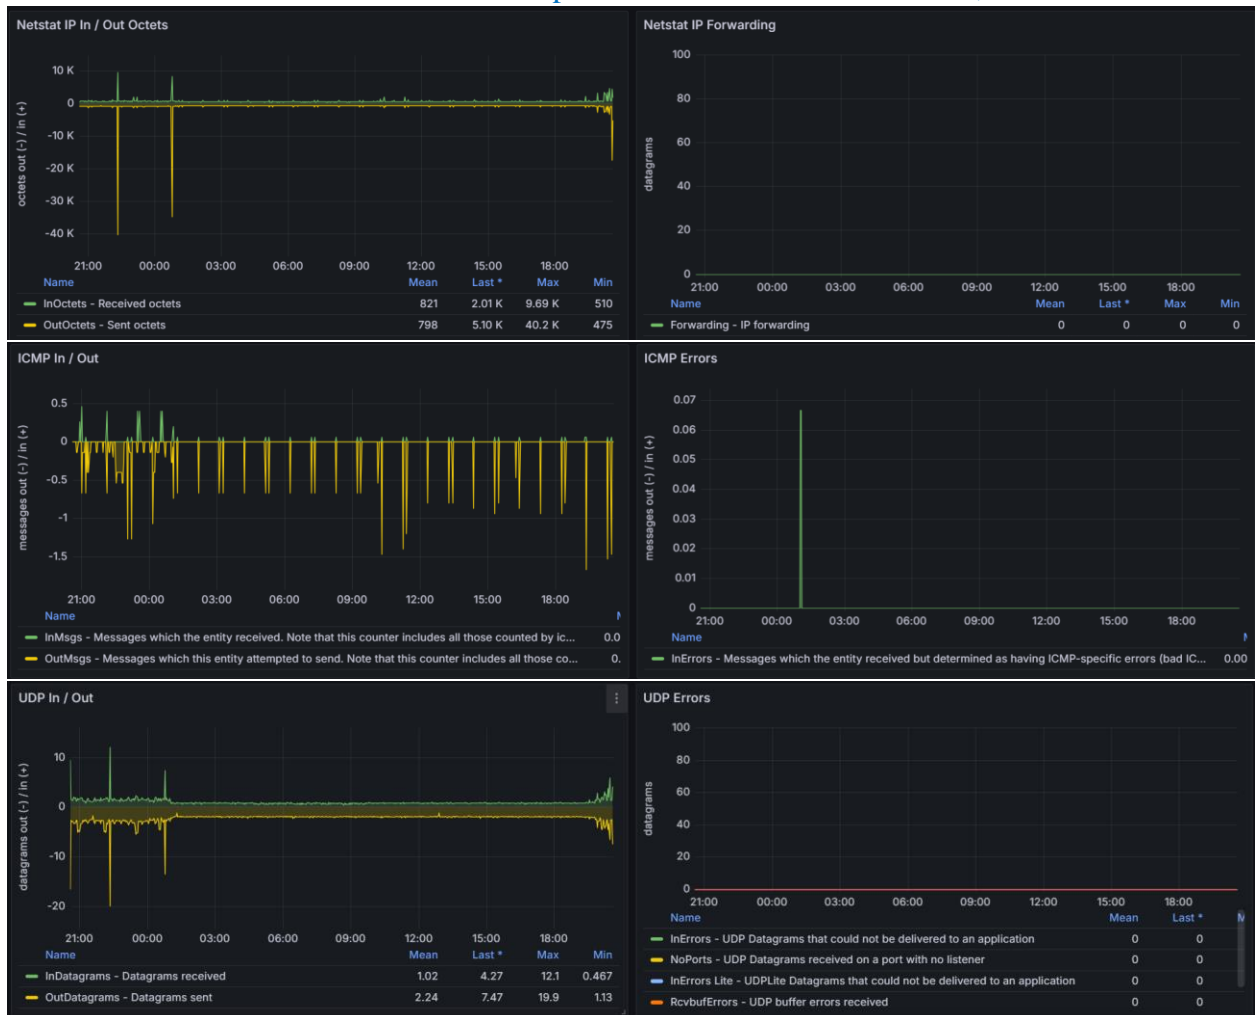 Netstat IP In / Out Octets
octets out (-) / in (+)
10 K
0
-10 K
-20 K
-30 K
-40 K
21:00 00:00 03:00 06:00 09:00 12:00 15:00 18:00
Name Mean Last * Max Min
InOctets - Received octets 821 2.01 K 9.69 K 510
OutOctets - Sent octets 798 5.10 K 40.2 K 475
Netstat IP Forwarding
datagrams
100
80
60
40
20
0
21:00 00:00 03:00 06:00 09:00 12:00 15:00 18:00
Name Mean Last * Max Min
Forwarding - IP forwarding 0 0 0 0
ICMP In / Out
messages out (-) / in (+)
0.5
0
-0.5
-1
-1.5
21:00 00:00 03:00 06:00 09:00 12:00 15:00 18:00
Name
InMsgs - Messages which the entity received. Note that this counter includes all those counted by ic... 0.0
OutMsgs - Messages which this entity attempted to send. Note that this counter includes all those co... 0.
ICMP Errors
messages out (-) / in (+)
0.07
0.06
0.05
0.04
0.03
0.02
0.01
0
21:00 00:00 03:00 06:00 09:00 12:00 15:00 18:00
Name
InErrors - Messages which the entity received but determined as having ICMP-specific errors (bad IC... 0.00
UDP In / Out
datagrams out (-) / in (+)
10
0
-10
-20
21:00 00:00 03:00 06:00 09:00 12:00 15:00 18:00
Name Mean Last * Max Min
InDatagrams - Datagrams received 1.02 4.27 12.1 0.467
OutDatagrams - Datagrams sent 2.24 7.47 19.9 1.13
UDP Errors
datagrams
100
80
60
40
20
0
21:00 00:00 03:00 06:00 09:00 12:00 15:00 18:00
Name Mean Last *
InErrors - UDP Datagrams that could not be delivered to an application 0 0
NoPorts - UDP Datagrams received on a port with no listener 0 0
InErrors Lite - UDPLite Datagrams that could not be delivered to an application 0 0
RcvbufErrors - UDP buffer errors received 0 0